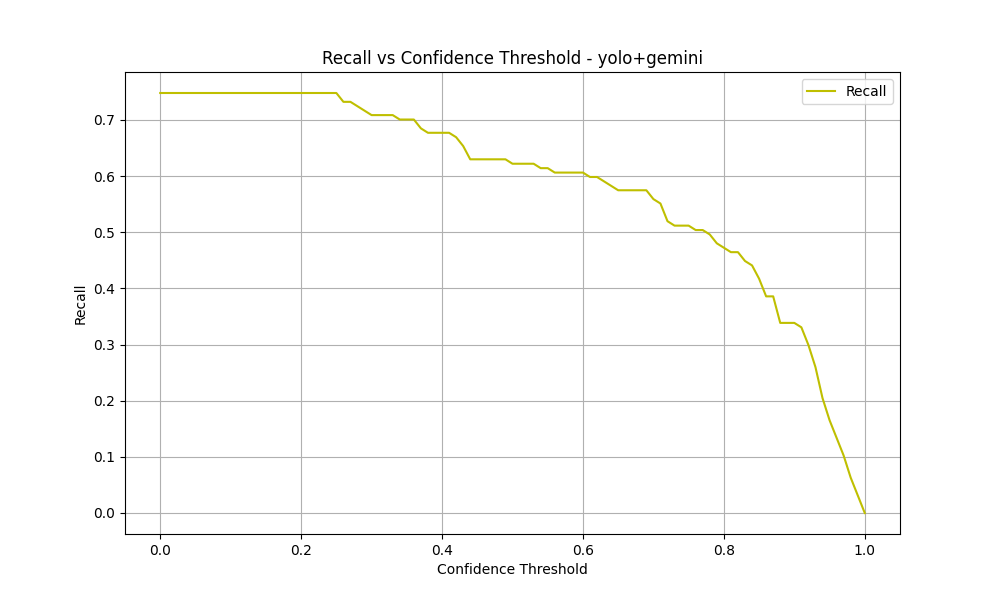 Recall vs Confidence Threshold - yolo+gemini
Recall
0.7
0.6
0.5
0.4
0.3
0.2
0.1
0.0
Recall
0.0 0.2 0.4 0.6 0.8 1.0
Confidence Threshold